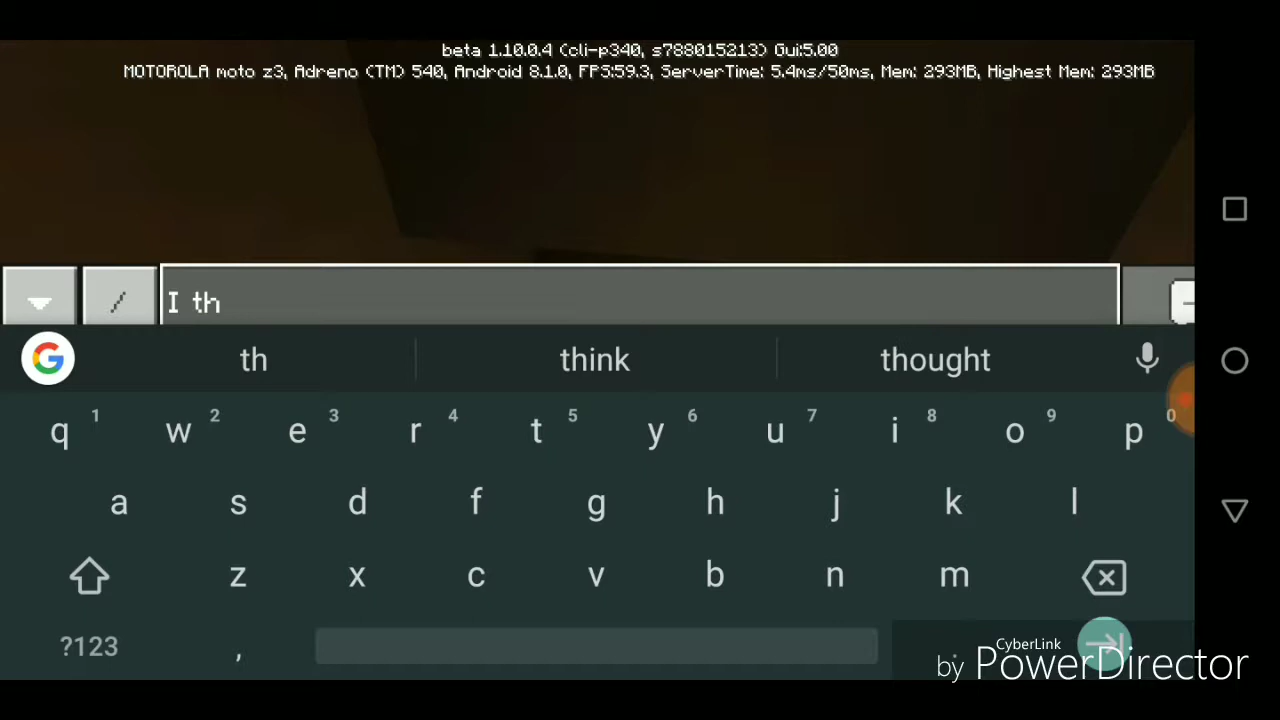 beta 1.10.0.4 (cli-p340, s788015213) Gui:5.00
MOTOROLA moto z3, Adreno (TM) 540, Android 8.1.0, FPS:59.3, ServerTime: 5.4ms/50ms, Mem: 293MB, Highest Mem: 293MB
/ I th
G th think thought
q 1 w 2 e 3 r 4 t 5 y 6 u 7 i 8 o 9 p 0
a s d f g h j k l
z x c v b n m
?123 , .
CyberLink
by PowerDirector